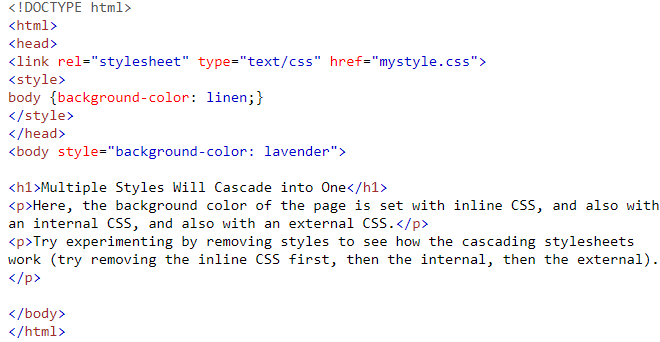 <!DOCTYPE html>
<html>
<head>
<link rel="stylesheet" type="text/css" href="mystyle.css">
<style>
body {background-color: linen;}
</style>
</head>
<body style="background-color: lavender">
<h1>Multiple Styles Will Cascade into One</h1>
<p>Here, the background color of the page is set with inline CSS, and also with
an internal CSS, and also with an external CSS.</p>
<p>Try experimenting by removing styles to see how the cascading stylesheets
work (try removing the inline CSS first, then the internal, then the external).
</p>
</body>
</html>